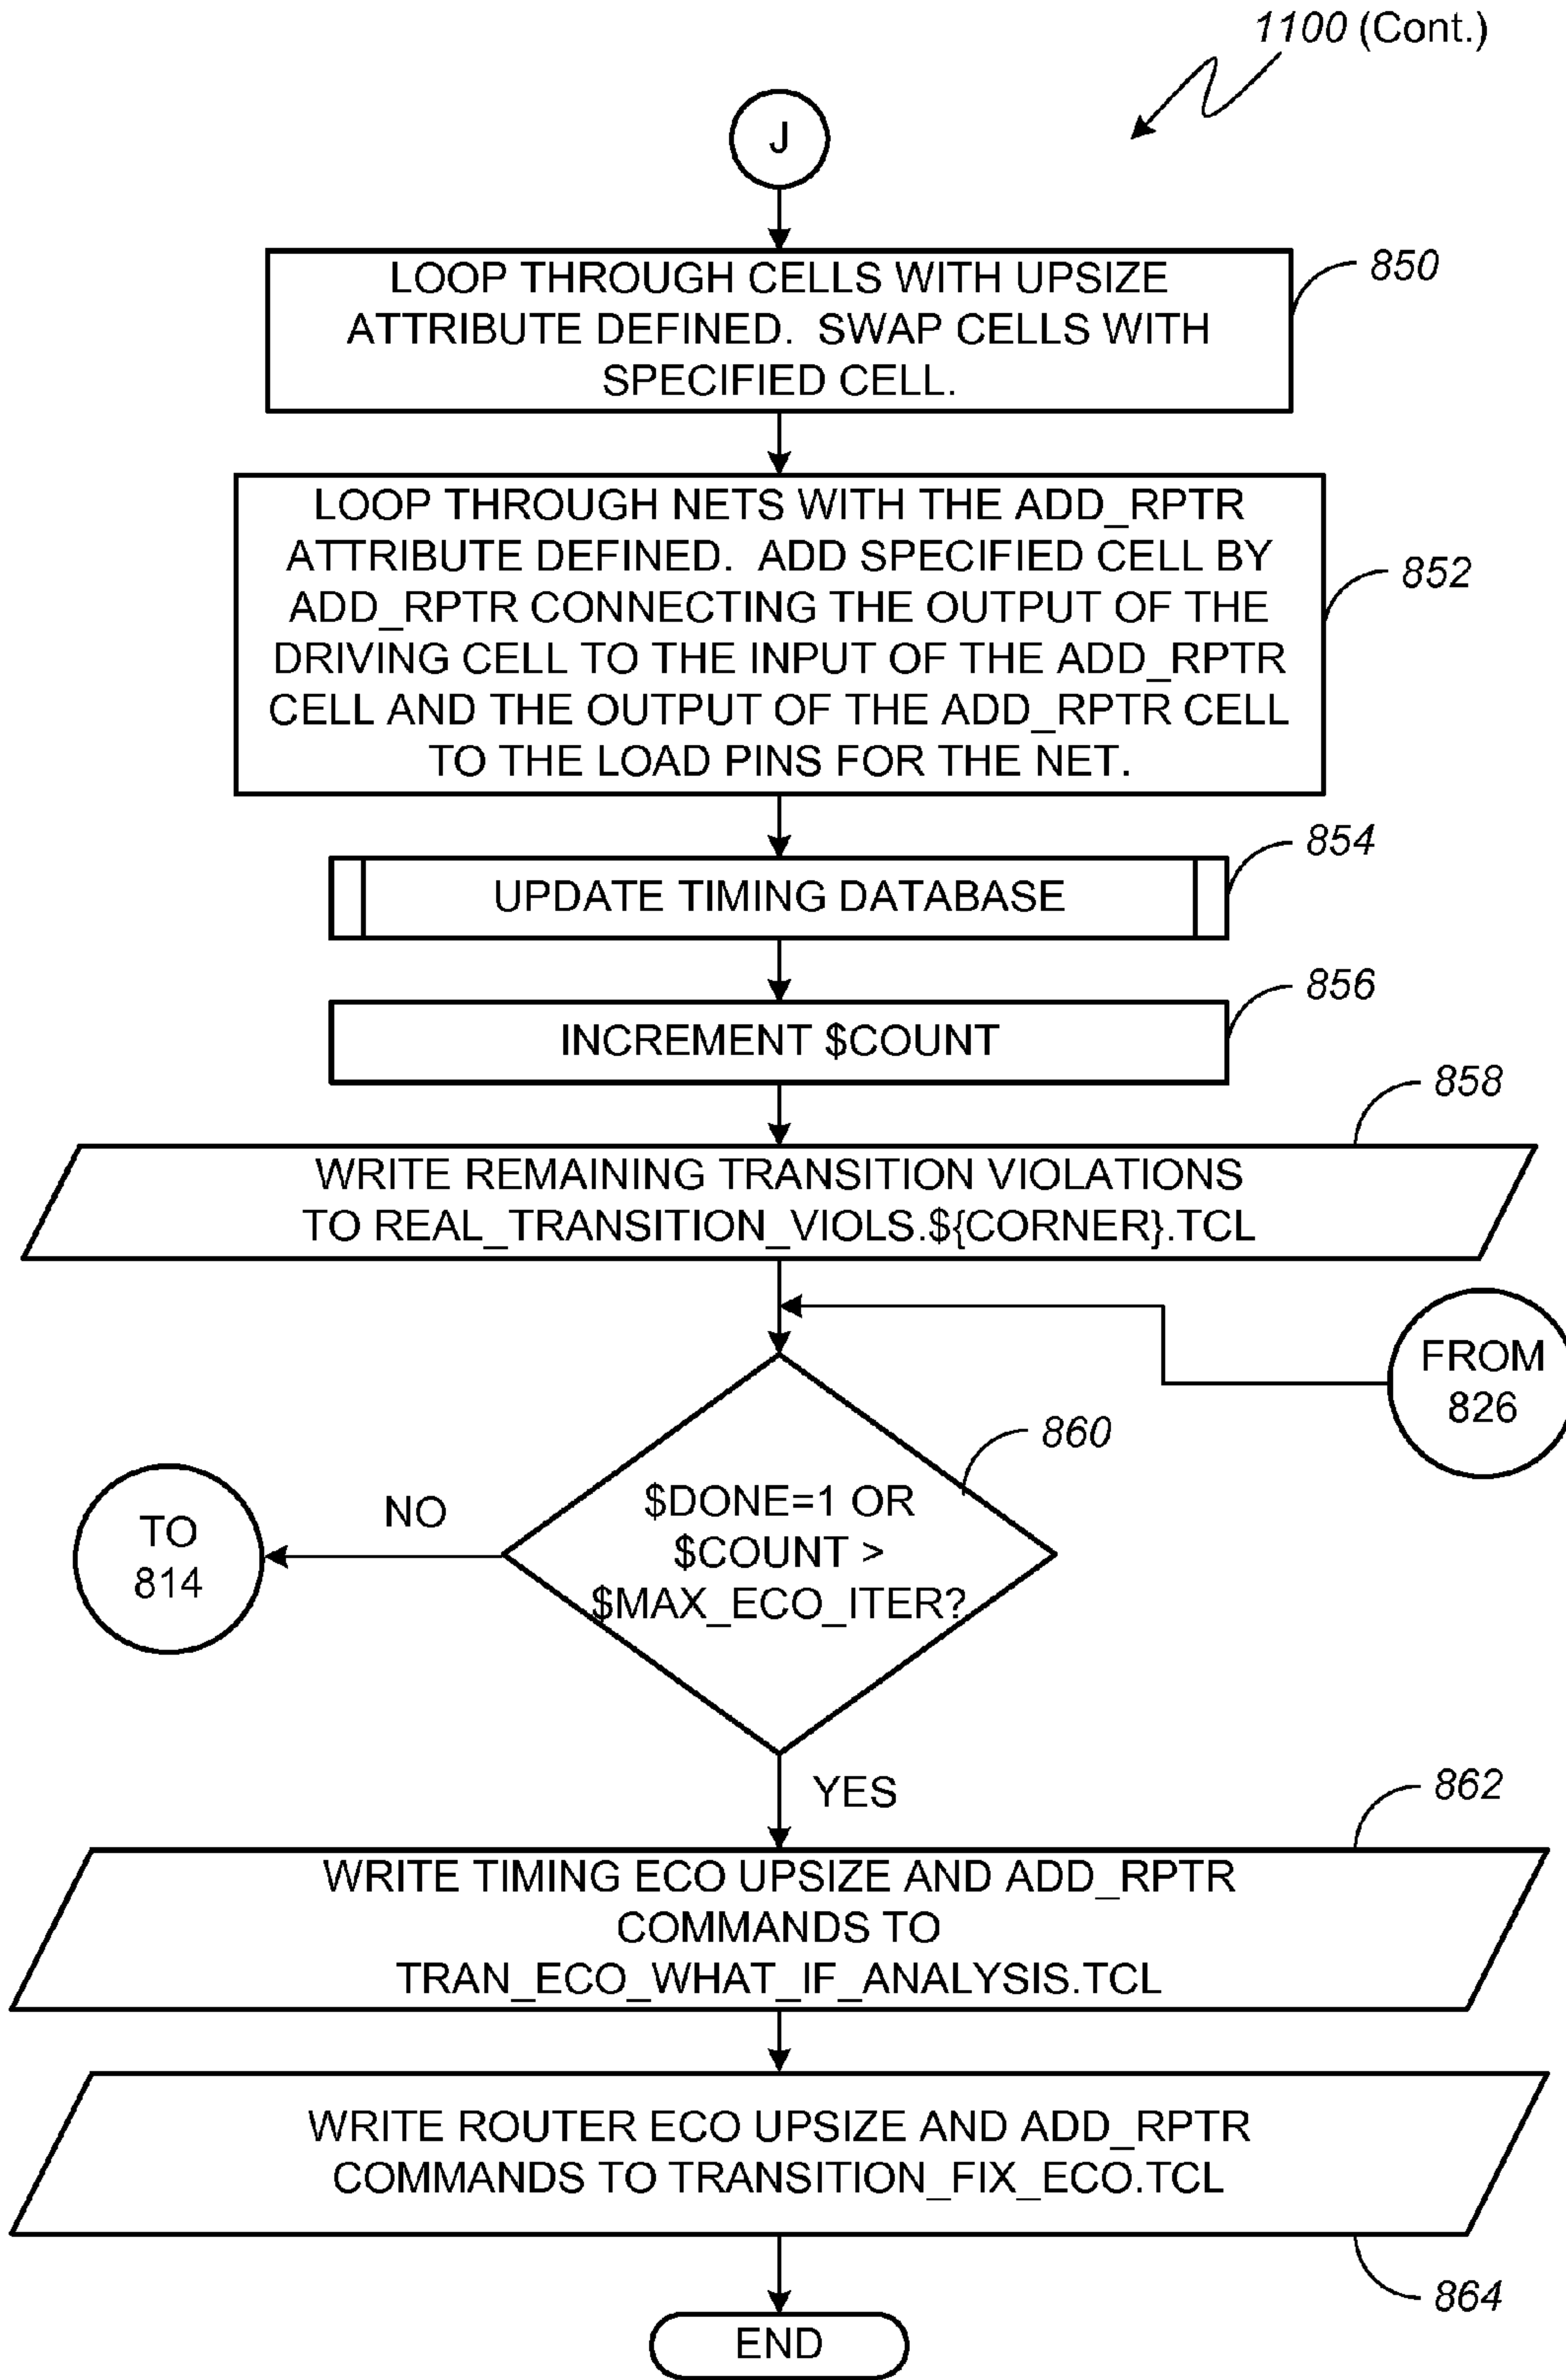 1100 (Cont.)
J
LOOP THROUGH CELLS WITH UPSIZE
ATTRIBUTE DEFINED. SWAP CELLS WITH
SPECIFIED CELL.
850
LOOP THROUGH NETS WITH THE ADD_RPTR
ATTRIBUTE DEFINED. ADD SPECIFIED CELL BY
ADD_RPTR CONNECTING THE OUTPUT OF THE
DRIVING CELL TO THE INPUT OF THE ADD_RPTR
CELL AND THE OUTPUT OF THE ADD_RPTR CELL
TO THE LOAD PINS FOR THE NET.
852
UPDATE TIMING DATABASE
854
INCREMENT $COUNT
856
WRITE REMAINING TRANSITION VIOLATIONS
TO REAL_TRANSITION_VIOLS.${CORNER}.TCL
858
FROM
826
$DONE=1 OR
$COUNT >
$MAX_ECO_ITER?
860
NO
TO
814
YES
WRITE TIMING ECO UPSIZE AND ADD_RPTR
COMMANDS TO
TRAN_ECO_WHAT_IF_ANALYSIS.TCL
862
WRITE ROUTER ECO UPSIZE AND ADD_RPTR
COMMANDS TO TRANSITION_FIX_ECO.TCL
864
END